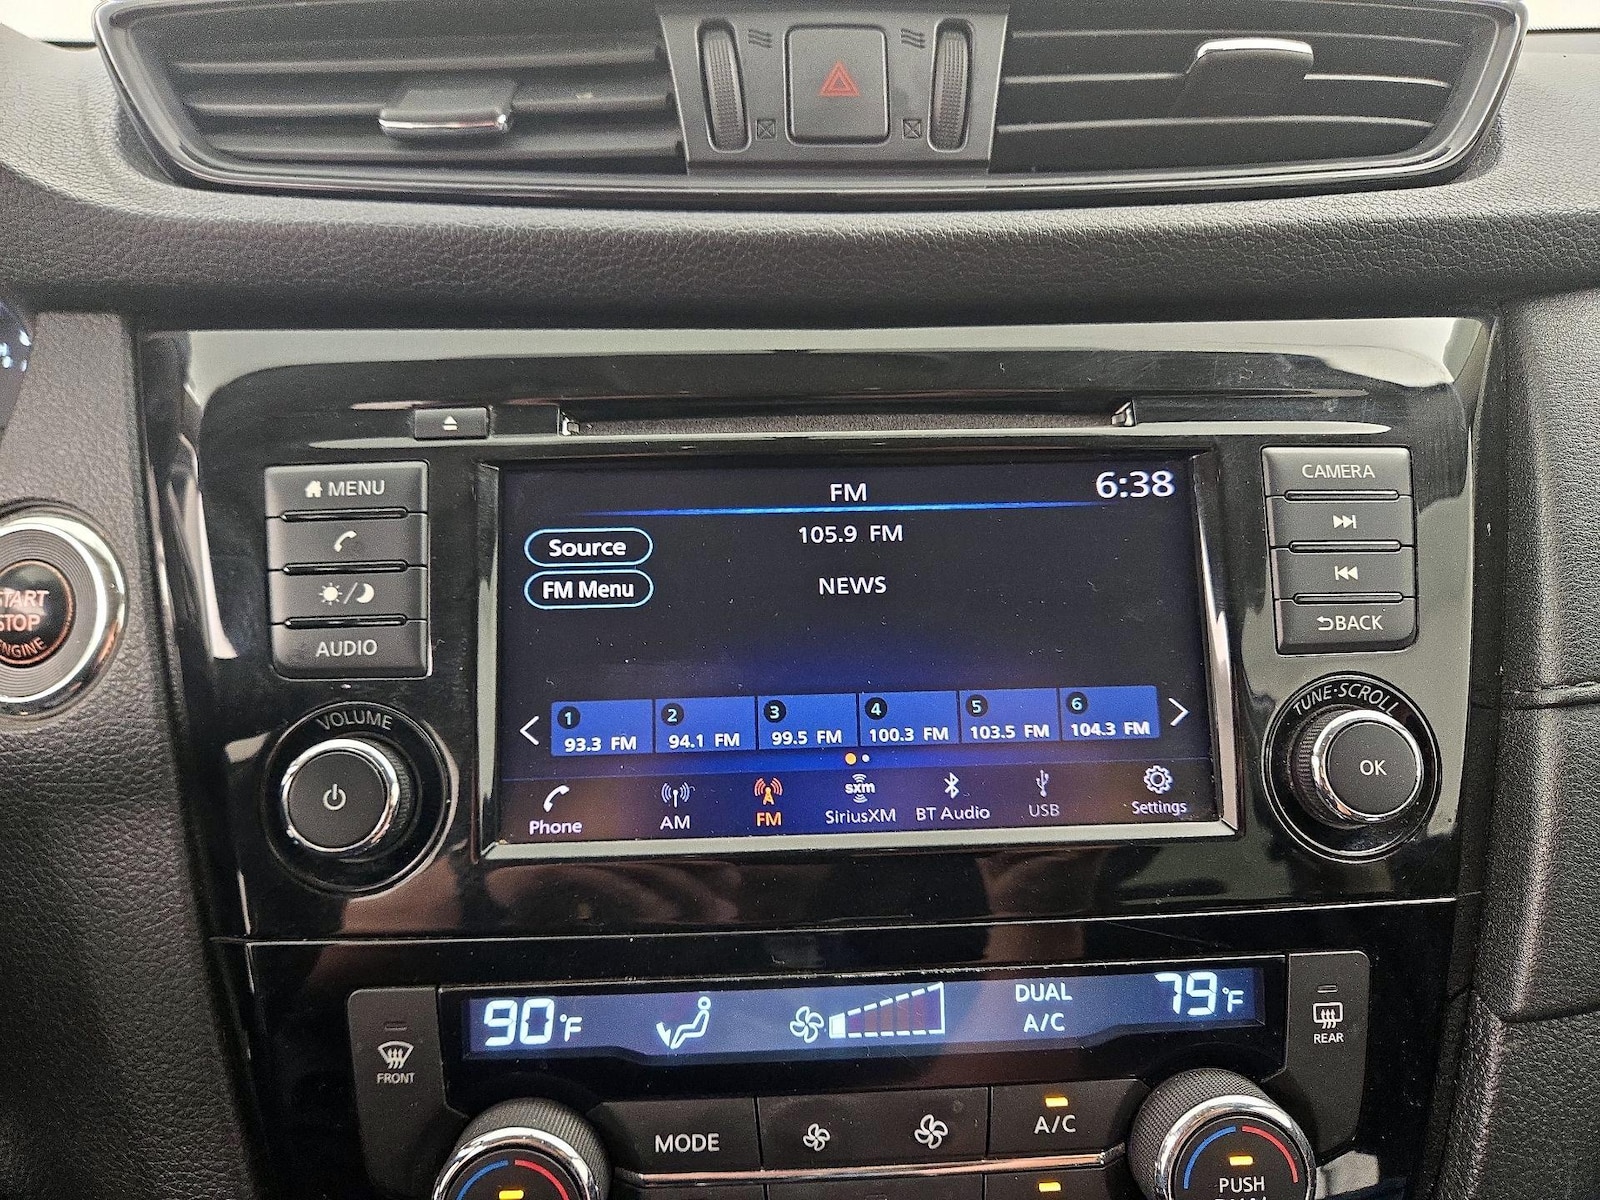 MENU
AUDIO
VOLUME
START
STOP
ENGINE
FM
6:38
Source
105.9 FM
FM Menu
NEWS
1 93.3 FM
2 94.1 FM
3 99.5 FM
4 100.3 FM
5 103.5 FM
6 104.3 FM
Phone
AM
FM
sxm
SiriusXM
BT Audio
USB
Settings
CAMERA
BACK
TUNE·SCROLL
OK
FRONT
90°F
DUAL
A/C
79°F
REAR
MODE
A/C
PUSH